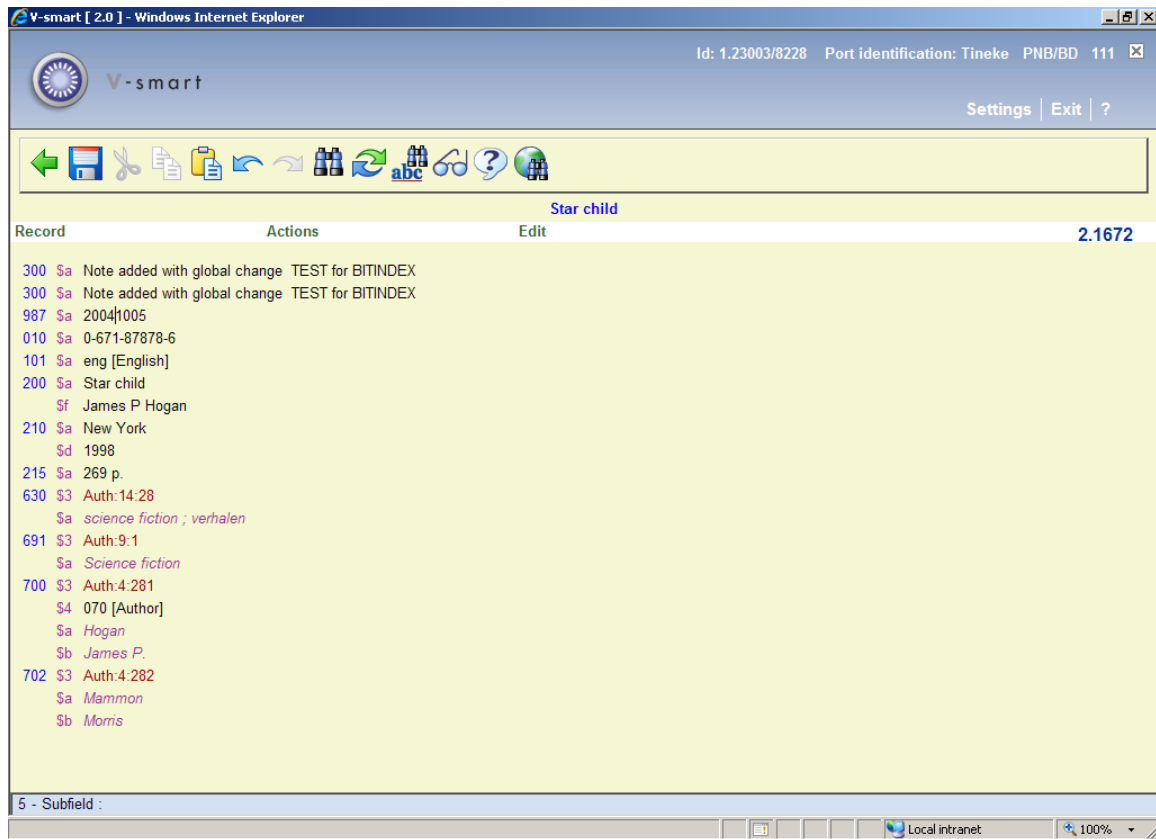 V-smart [ 2.0 ] - Windows Internet Explorer
Id: 1.23003/8228 Port identification: Tineke PNB/BD 111
V-smart
Settings | Exit | ?
abc
Star child
Record Actions Edit 2.1672
300 $a Note added with global change TEST for BITINDEX
300 $a Note added with global change TEST for BITINDEX
987 $a 20041005
010 $a 0-671-87878-6
101 $a eng [English]
200 $a Star child
$f James P Hogan
210 $a New York
$d 1998
215 $a 269 p.
630 $3 Auth:14:28
$a science fiction ; verhalen
691 $3 Auth:9:1
$a Science fiction
700 $3 Auth:4:281
$4 070 [Author]
$a Hogan
$b James P.
702 $3 Auth:4:282
$a Mammon
$b Morris
5 - Subfield :
Local intranet 100%